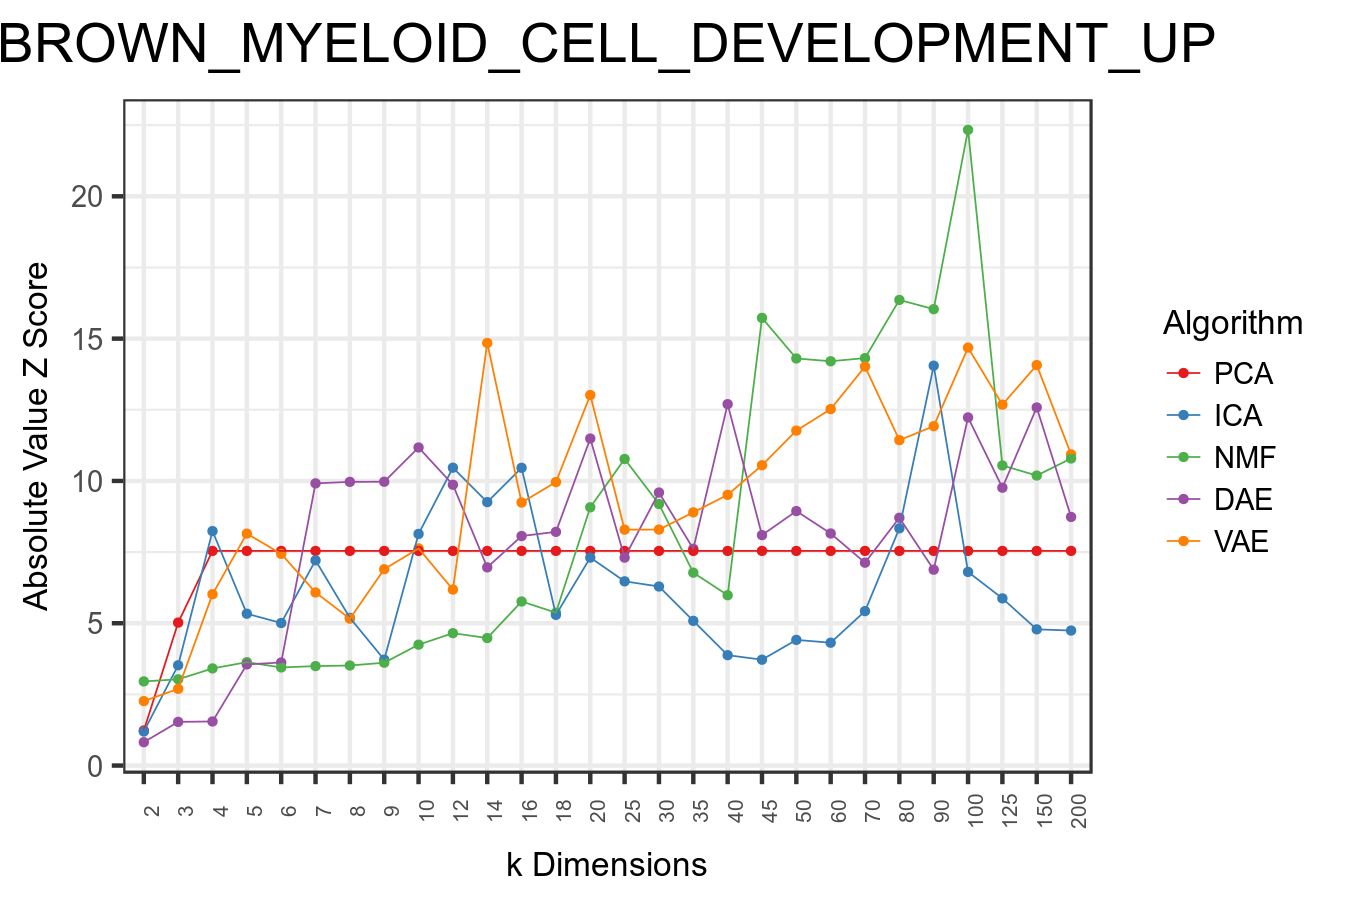 BROWN_MYELOID_CELL_DEVELOPMENT_UP
Absolute Value Z Score
20
15
10
5
0
2 3 4 5 6 7 8 9 10 12 14 16 18 20 25 30 35 40 45 50 60 70 80 90 100 125 150 200
k Dimensions
Algorithm
PCA
ICA
NMF
DAE
VAE